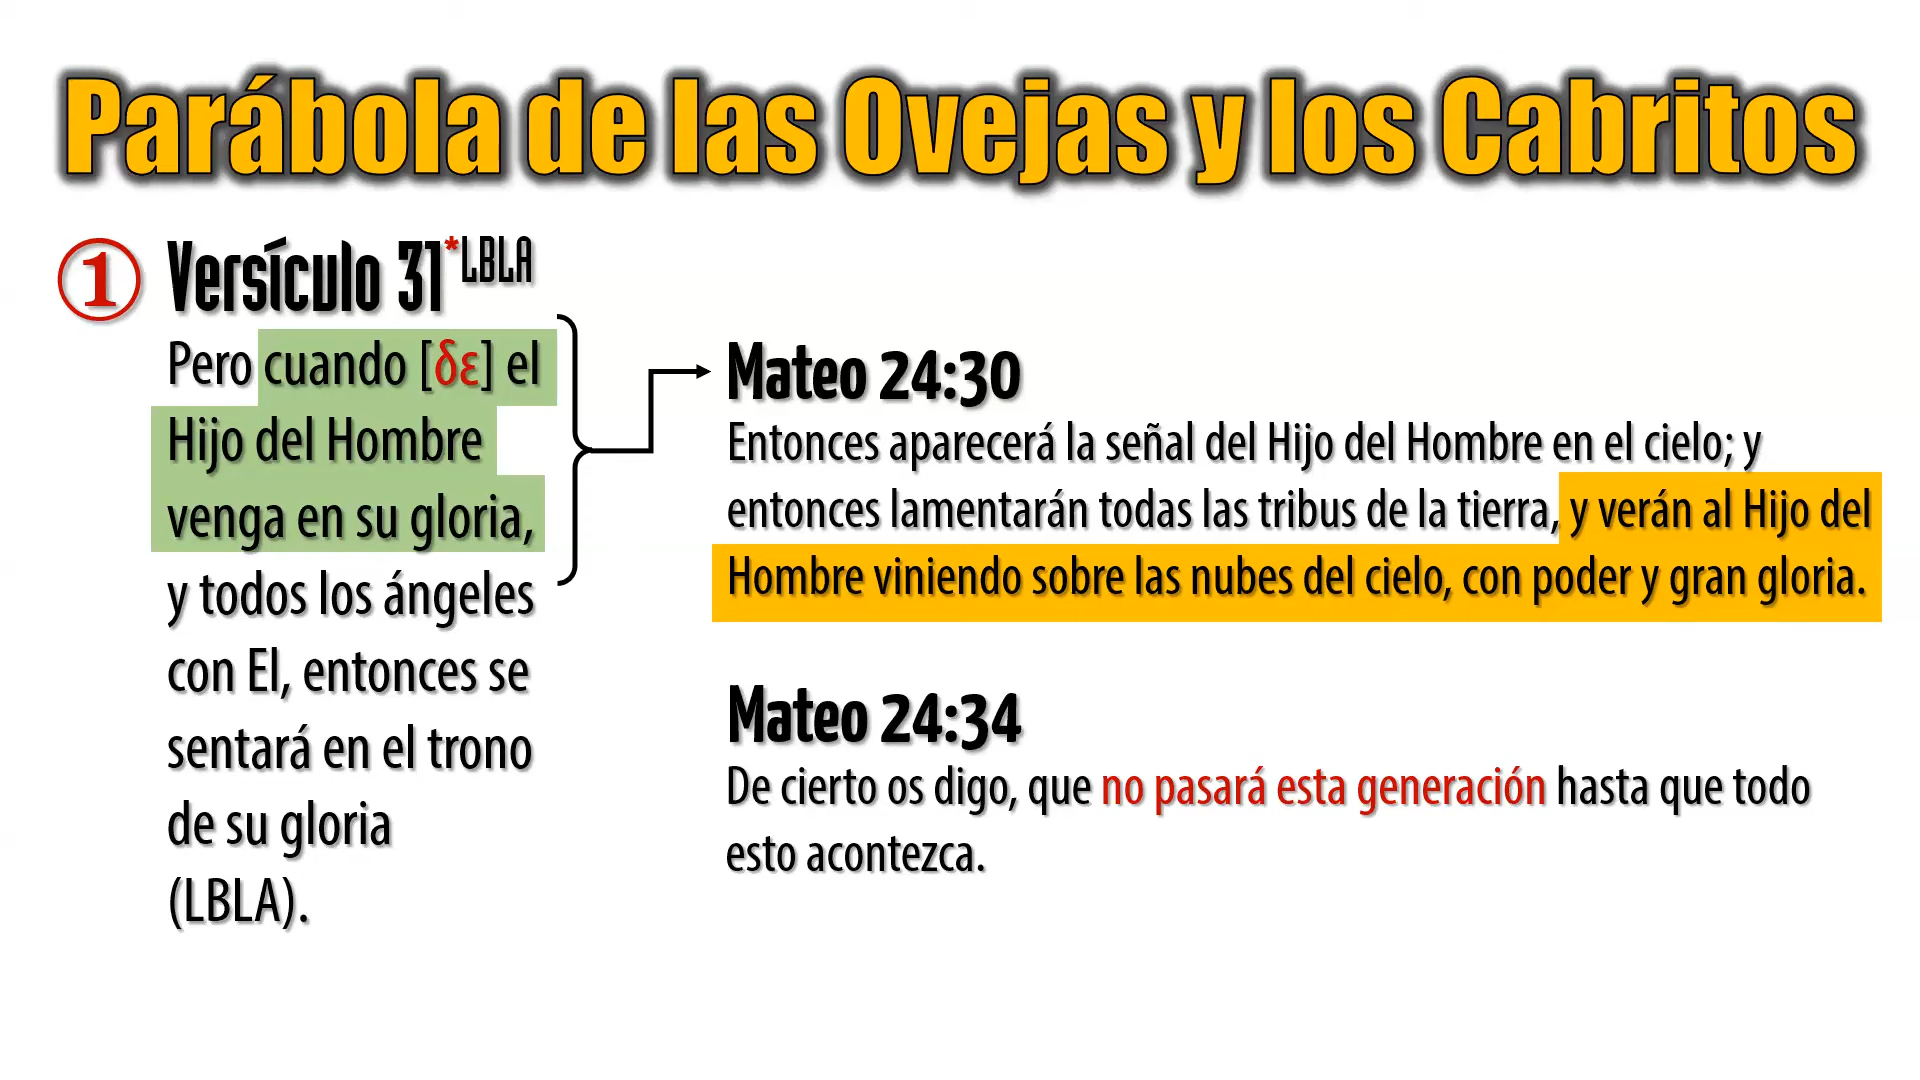 Parábola de las Ovejas y los Cabritos
① Versículo 31*LBLA
Pero cuando [δε] el
Hijo del Hombre
venga en su gloria,
y todos los ángeles
con El, entonces se
sentará en el trono
de su gloria
(LBLA).
Mateo 24:30
Entonces aparecerá la señal del Hijo del Hombre en el cielo; y
entonces lamentarán todas las tribus de la tierra, y verán al Hijo del
Hombre viniendo sobre las nubes del cielo, con poder y gran gloria.
Mateo 24:34
De cierto os digo, que no pasará esta generación hasta que todo
esto acontezca.